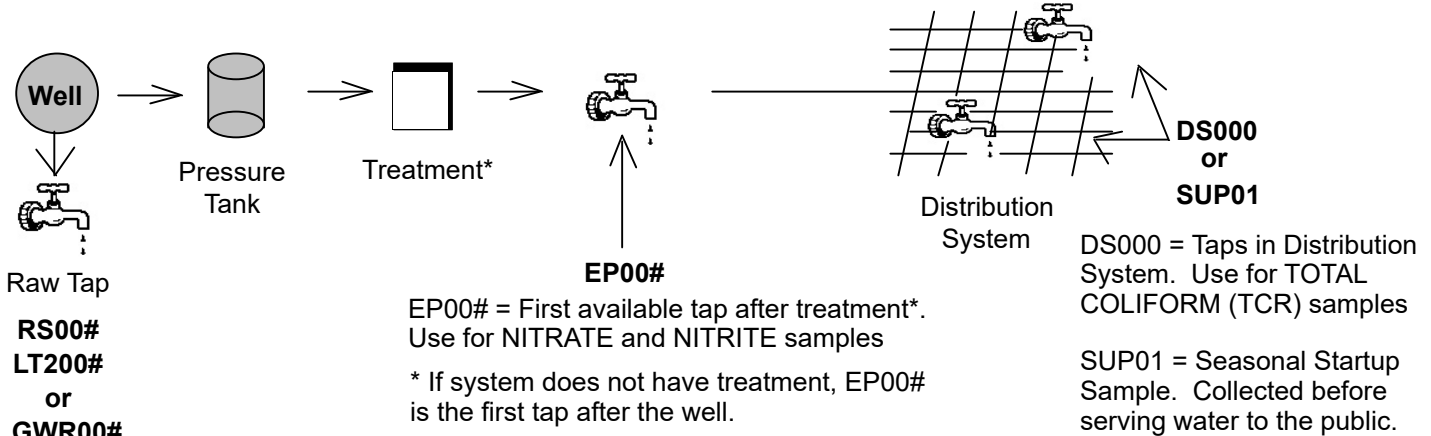 Well
Pressure
Tank
Treatment*
Raw Tap
RS00#
LT200#
or
GWR00#
EP00#
EP00# = First available tap after treatment*.
Use for NITRATE and NITRITE samples
* If system does not have treatment, EP00#
is the first tap after the well.
Distribution
System
DS000
or
SUP01
DS000 = Taps in Distribution
System. Use for TOTAL
COLIFORM (TCR) samples
SUP01 = Seasonal Startup
Sample. Collected before
serving water to the public.